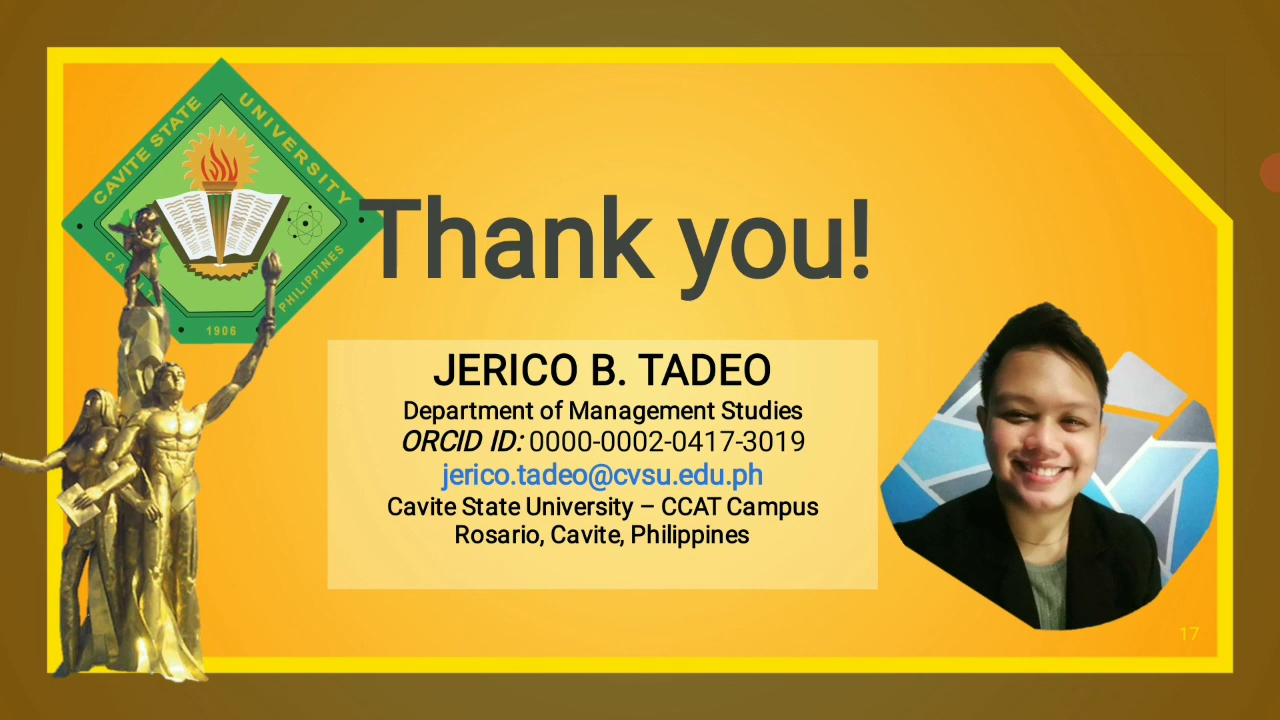 CAVITE STATE UNIVERSITY
PHILIPPINES
1906
Thank you!
JERICO B. TADEO
Department of Management Studies
ORCID ID: 0000-0002-0417-3019
jerico.tadeo@cvsu.edu.ph
Cavite State University – CCAT Campus
Rosario, Cavite, Philippines
17